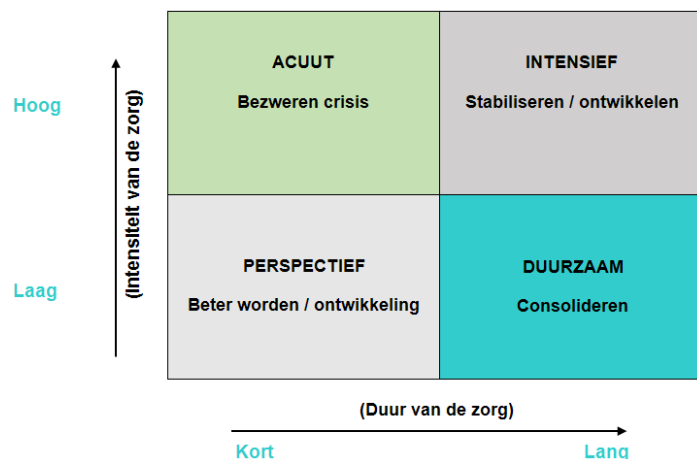 ACUUT
INTENSIEF
Hoog
Bezweren crisis
Stabiliseren / ontwikkelen
(Intensiteit van de zorg)
PERSPECTIEF
DUURZAAM
Laag
Beter worden / ontwikkeling
Consolideren
(Duur van de zorg)
Kort
Lang